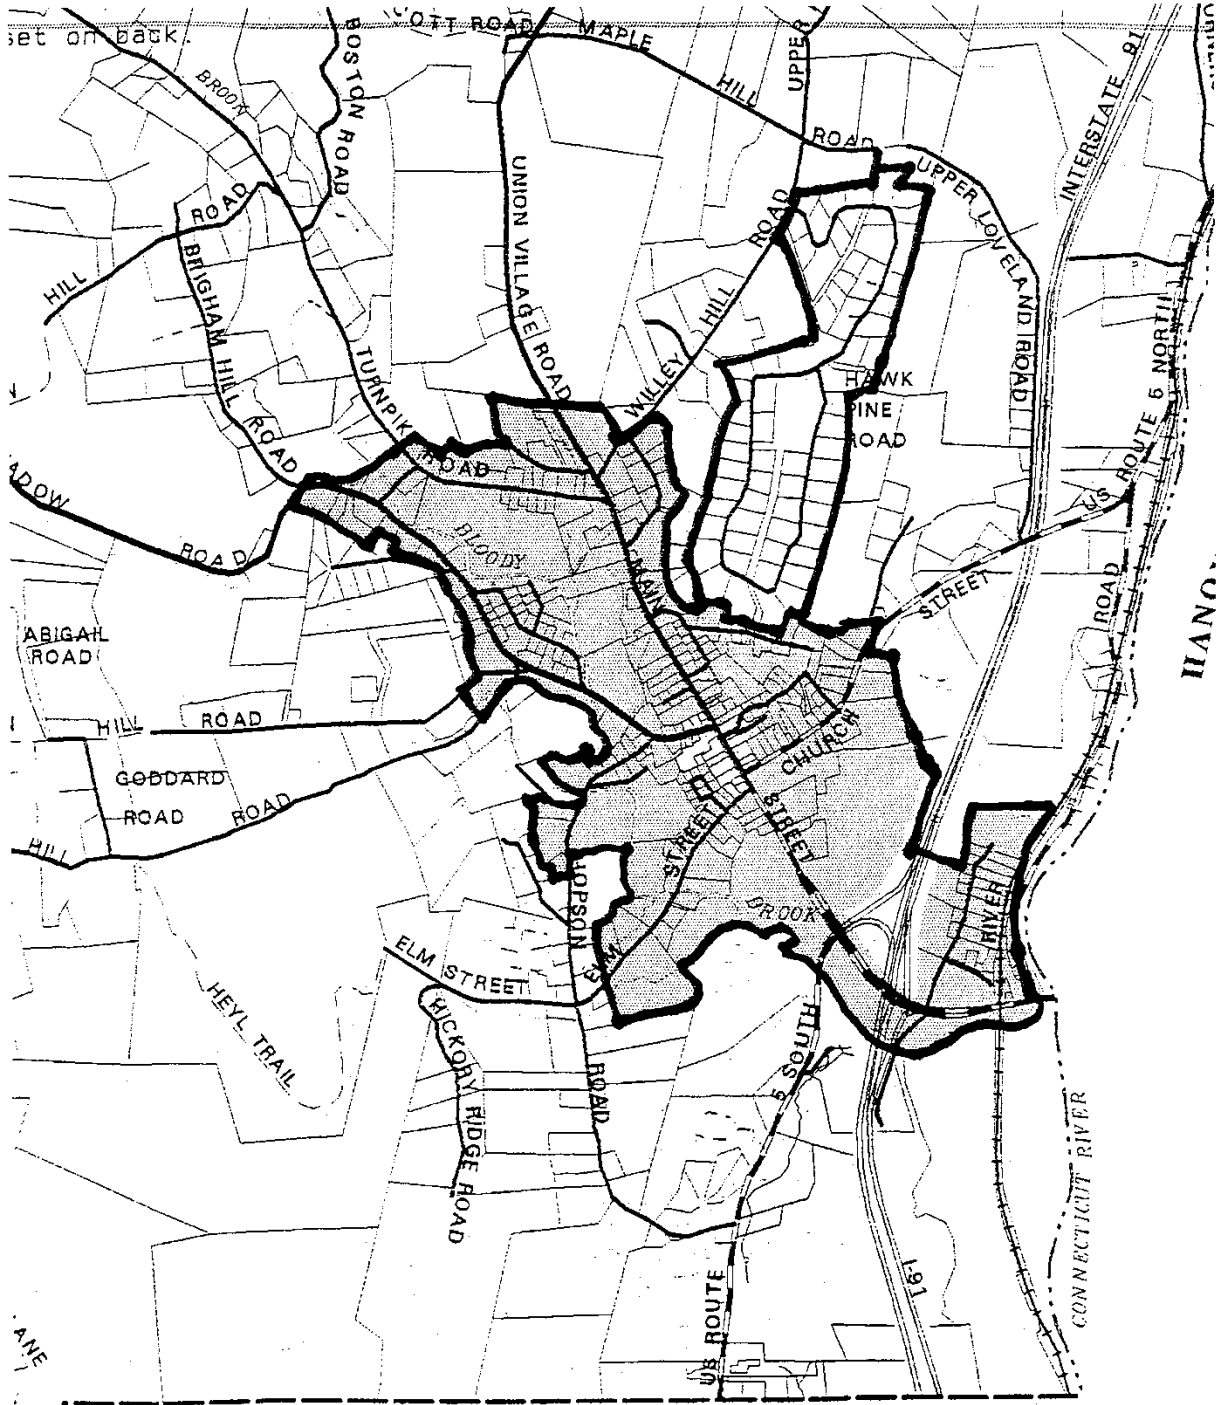 set on back.
BOSTON ROAD
OTT ROAD
MAPLE
HILL
ROAD
UPPER
INTERSTATE 91
BROOK
ROAD
HILL
BRIGHAM HILL ROAD
UNION VILLAGE ROAD
WILLEY
HILL
ROAD
UPPER LOVELAND ROAD
US ROUTE 5 NORTH
TURNPIK
ROAD
HAWK
PINE
ROAD
ADOW
ROAD
BLOODY
MAIN
STREET
ROAD
ABIGAIL
ROAD
HANO
HILL ROAD
GODDARD
ROAD
ROAD
HILL
CHURCH
STREET
STREET
HOPSON
BROOK
RIVER
ELM
ELM STREET
HEYL TRAIL
HICKORY RIDGE ROAD
ROAD
5 SOUTH
US ROUTE
I-91
CONNECTICUT RIVER
ANE